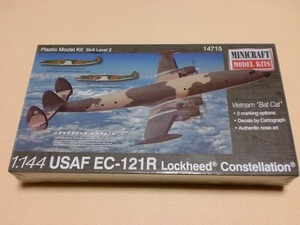 Plastic Model Kit Skill Level 2
14715
MINICRAFT
MODEL KITS
Vietnam "Bat Cat"
• 2 marking options
• Decals by Cartograph
• Authentic nose art
1:144 USAF EC-121R Lockheed® Constellation®